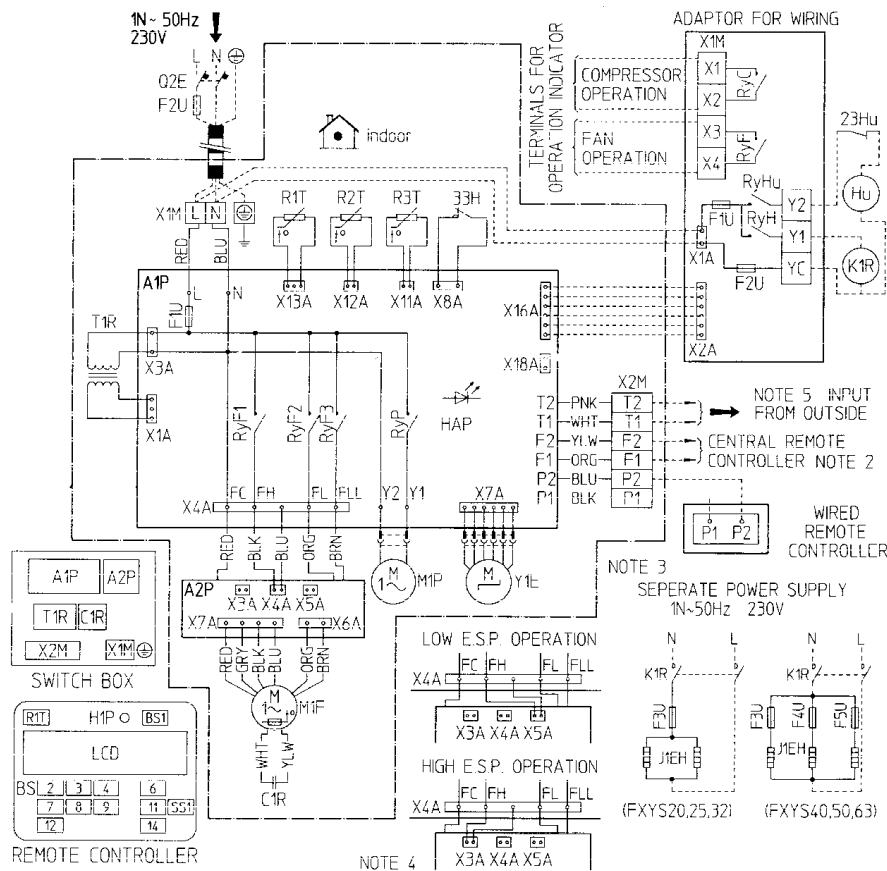 1N~ 50Hz
230V
L N
Q2E
F2U
indoor
TERMINALS FOR
OPERATION INDICATOR
ADAPTOR FOR WIRING
X1M
COMPRESSOR
OPERATION
X1
X2
RyC
FAN
OPERATION
X3
X4
RyF
23Hu
Hu
RyHu
Y2
F1U
RyH
Y1
X1A
K1R
YC
F2U
X2A
X1M
L N
R1T
R2T
R3T
33H
RED
BLU
X13A
X12A
X11A
X8A
A1P
L
N
F1U
T1R
X3A
X1A
X16A
X18A
HAP
RyF1
RyF2
RyF3
RyP
X2M
T2 PNK T2
T1 WHT T1
F2 YLW F2
F1 ORG F1
P2 BLU P2
P1 BLK P1
NOTE 5 INPUT
FROM OUTSIDE
CENTRAL REMOTE
CONTROLLER NOTE 2
P1 P2
WIRED
REMOTE
CONTROLLER
X4A
FC FH FL FLL
Y2 Y1
X7A
RED
BLK
BLU
ORG
BRN
M
1~
M1P
M
Y1E
NOTE 3
A2P
X3A X4A X5A
X7A
X6A
RED
GRY
BLK
BLU
ORG
BRN
M
1~
M1F
WHT
YLW
C1R
A1P A2P
T1R C1R
X2M X1M
SWITCH BOX
R1T H1P BS1
LCD
BS 2 3 4 6
7 8 9 11 SS1
12 14
REMOTE CONTROLLER
LOW E.S.P. OPERATION
FC FH FL FLL
X4A
X3A X4A X5A
HIGH E.S.P. OPERATION
FC FH FL FLL
X4A
X3A X4A X5A
NOTE 4
SEPERATE POWER SUPPLY
1N~50Hz 230V
N L
K1R
F3U
J1EH
(FXYS20,25,32)
N L
K1R
F3U
F4U
F5U
J1EH
(FXYS40,50,63)